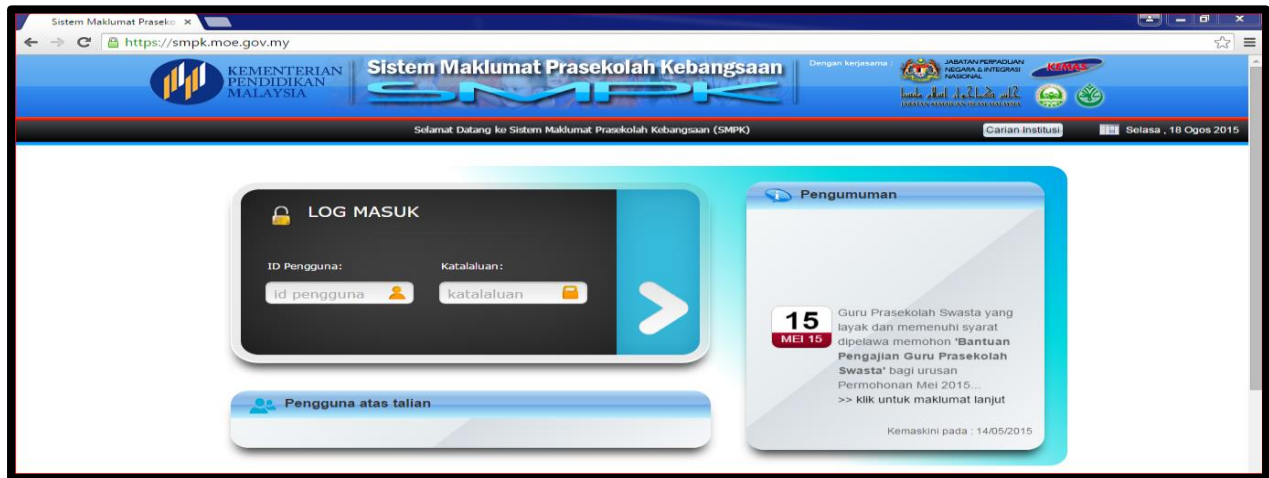 Sistem Maklumat Praseko
https://smpk.moe.gov.my
KEMENTERIAN
PENDIDIKAN
MALAYSIA
Sistem Maklumat Prasekolah Kebangsaan
SMPK
Dengan kerjasama :
JABATAN PERPADUAN
NEGARA & INTEGRASI
NASIONAL
KEMAS
Selamat Datang ke Sistem Maklumat Prasekolah Kebangsaan (SMPK)
Carian Institusi
Selasa , 18 Ogos 2015
LOG MASUK
ID Pengguna:
Katalaluan:
id pengguna
katalaluan
Pengguna atas talian
Pengumuman
15
MEI 15
Guru Prasekolah Swasta yang
layak dan memenuhi syarat
dipelawa memohon 'Bantuan
Pengajian Guru Prasekolah
Swasta' bagi urusan
Permohonan Mei 2015...
>> klik untuk maklumat lanjut
Kemaskini pada : 14/05/2015